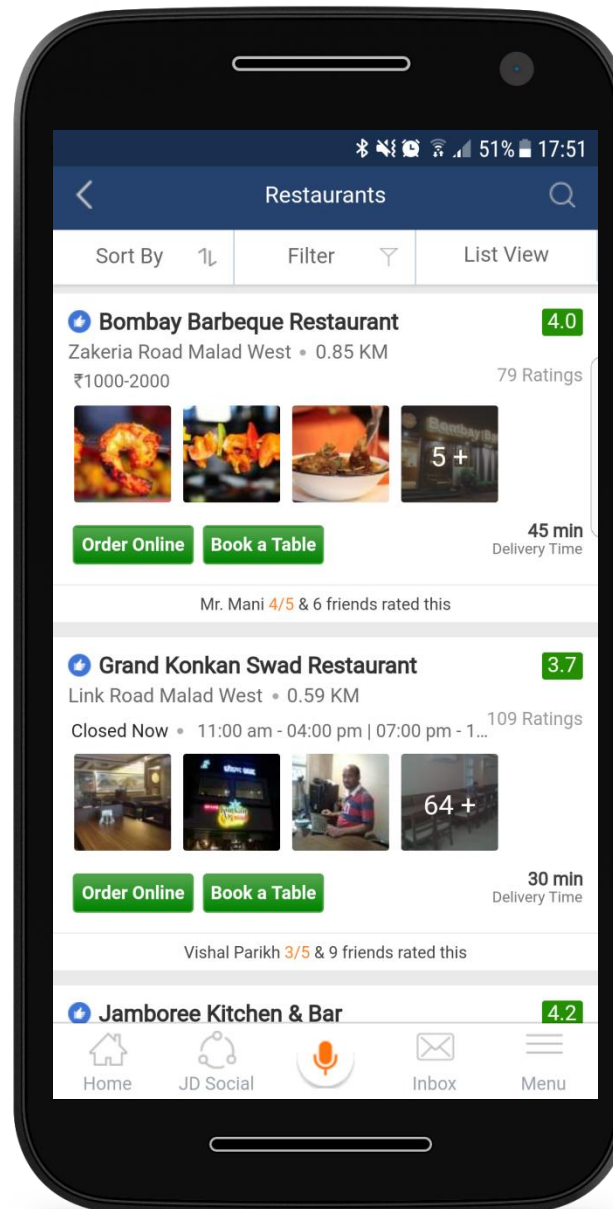 51% 17:51
Restaurants
Sort By Filter List View
Bombay Barbeque Restaurant 4.0
Zakeria Road Malad West • 0.85 KM
₹1000-2000 79 Ratings
Bombay Ba
5 +
Order Online Book a Table 45 min
Delivery Time
Mr. Mani 4/5 & 6 friends rated this
Grand Konkan Swad Restaurant 3.7
Link Road Malad West • 0.59 KM
Closed Now • 11:00 am - 04:00 pm | 07:00 pm - 1... 109 Ratings
64 +
Order Online Book a Table 30 min
Delivery Time
Vishal Parikh 3/5 & 9 friends rated this
Jamboree Kitchen & Bar 4.2
Home JD Social Inbox Menu